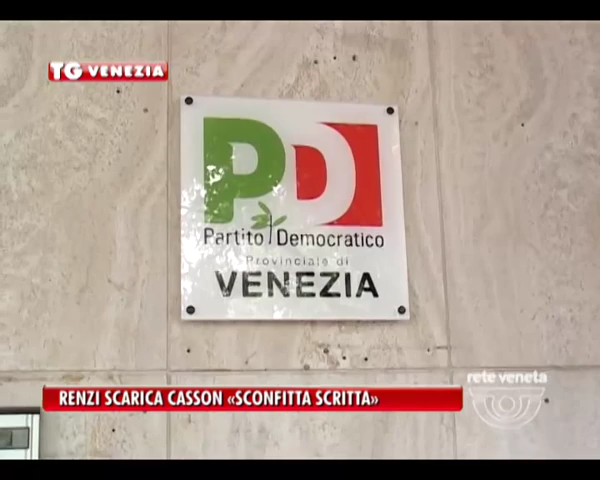 TG VENEZIA
PD
Partito Democratico
Provinciale di
VENEZIA
rete veneta
RENZI SCARICA CASSON «SCONFITTA SCRITTA»